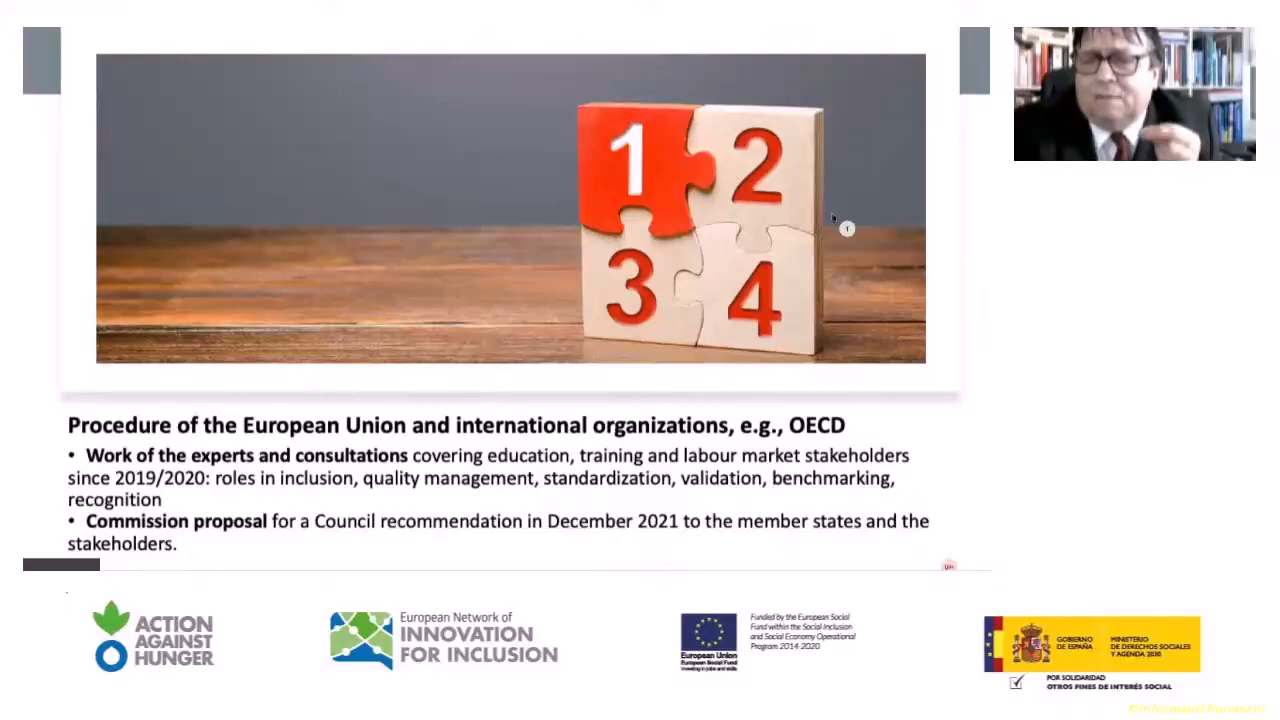 1 2
3 4
Procedure of the European Union and international organizations, e.g., OECD
• Work of the experts and consultations covering education, training and labour market stakeholders
since 2019/2020: roles in inclusion, quality management, standardization, validation, benchmarking,
recognition
• Commission proposal for a Council recommendation in December 2021 to the member states and the
stakeholders.
ACTION
AGAINST
HUNGER
European Network of
INNOVATION
FOR INCLUSION
European Union
European Social Fund
Investing in jobs and skills
Funded by the European Social
Fund within the Social Inclusion
and Social Economy Operational
Program 2014-2020
GOBIERNO
DE ESPAÑA
MINISTERIO
DE DERECHOS SOCIALES
Y AGENDA 2030
POR SOLIDARIDAD
OTROS FINES DE INTERÉS SOCIAL